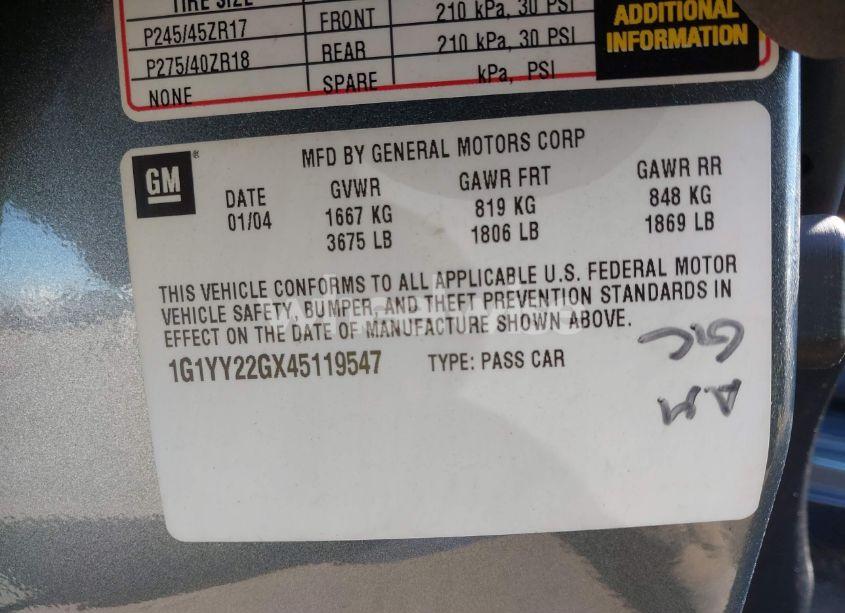 TIRE SIZE
P245/45ZR17 FRONT 210 kPa, 30 PSI
P275/40ZR18 REAR 210 kPa, 30 PSI
NONE SPARE kPa, PSI
ADDITIONAL
INFORMATION
GM ®
MFD BY GENERAL MOTORS CORP
DATE GVWR GAWR FRT GAWR RR
01/04 1667 KG 819 KG 848 KG
3675 LB 1806 LB 1869 LB
THIS VEHICLE CONFORMS TO ALL APPLICABLE U.S. FEDERAL MOTOR
VEHICLE SAFETY, BUMPER, AND THEFT PREVENTION STANDARDS IN
EFFECT ON THE DATE OF MANUFACTURE SHOWN ABOVE.
1G1YY22GX45119547 TYPE: PASS CAR